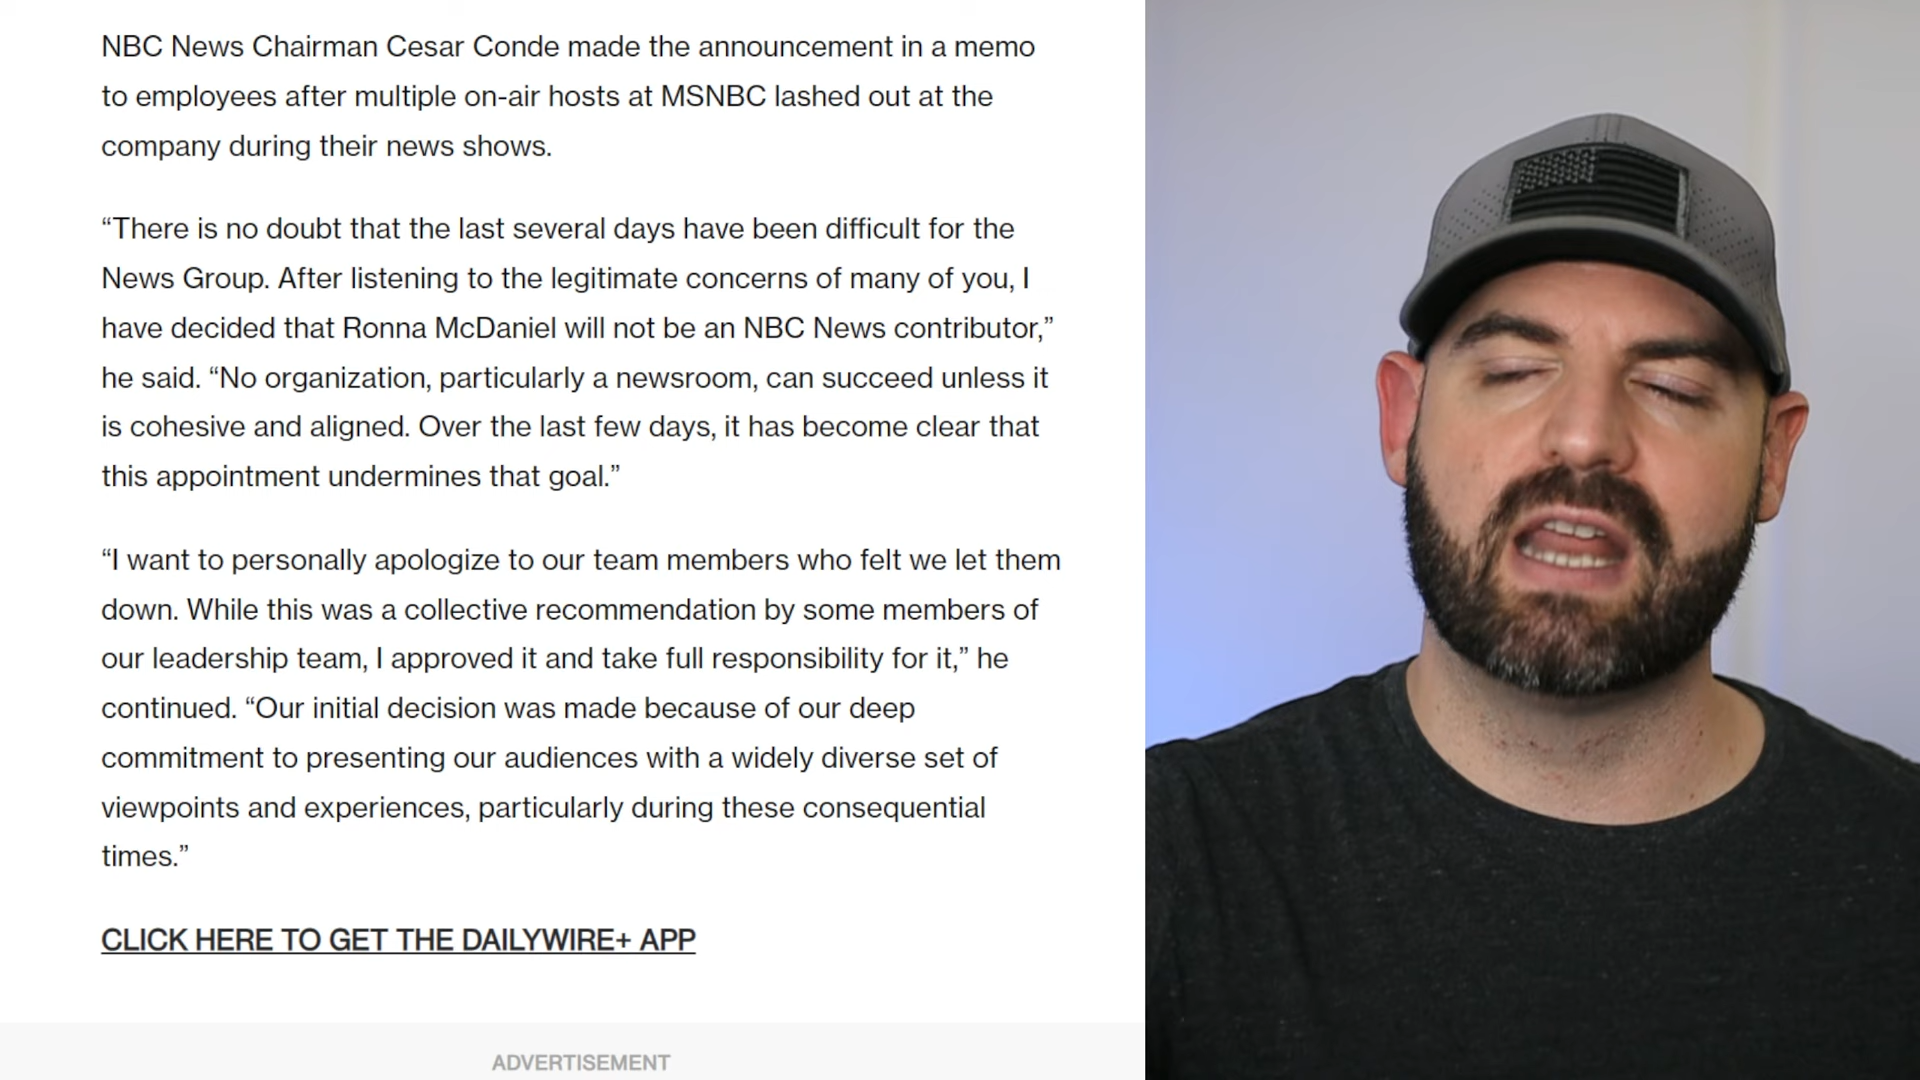 NBC News Chairman Cesar Conde made the announcement in a memo
to employees after multiple on-air hosts at MSNBC lashed out at the
company during their news shows.
“There is no doubt that the last several days have been difficult for the
News Group. After listening to the legitimate concerns of many of you, I
have decided that Ronna McDaniel will not be an NBC News contributor,”
he said. “No organization, particularly a newsroom, can succeed unless it
is cohesive and aligned. Over the last few days, it has become clear that
this appointment undermines that goal.”
“I want to personally apologize to our team members who felt we let them
down. While this was a collective recommendation by some members of
our leadership team, I approved it and take full responsibility for it,” he
continued. “Our initial decision was made because of our deep
commitment to presenting our audiences with a widely diverse set of
viewpoints and experiences, particularly during these consequential
times.”
CLICK HERE TO GET THE DAILYWIRE+ APP
ADVERTISEMENT